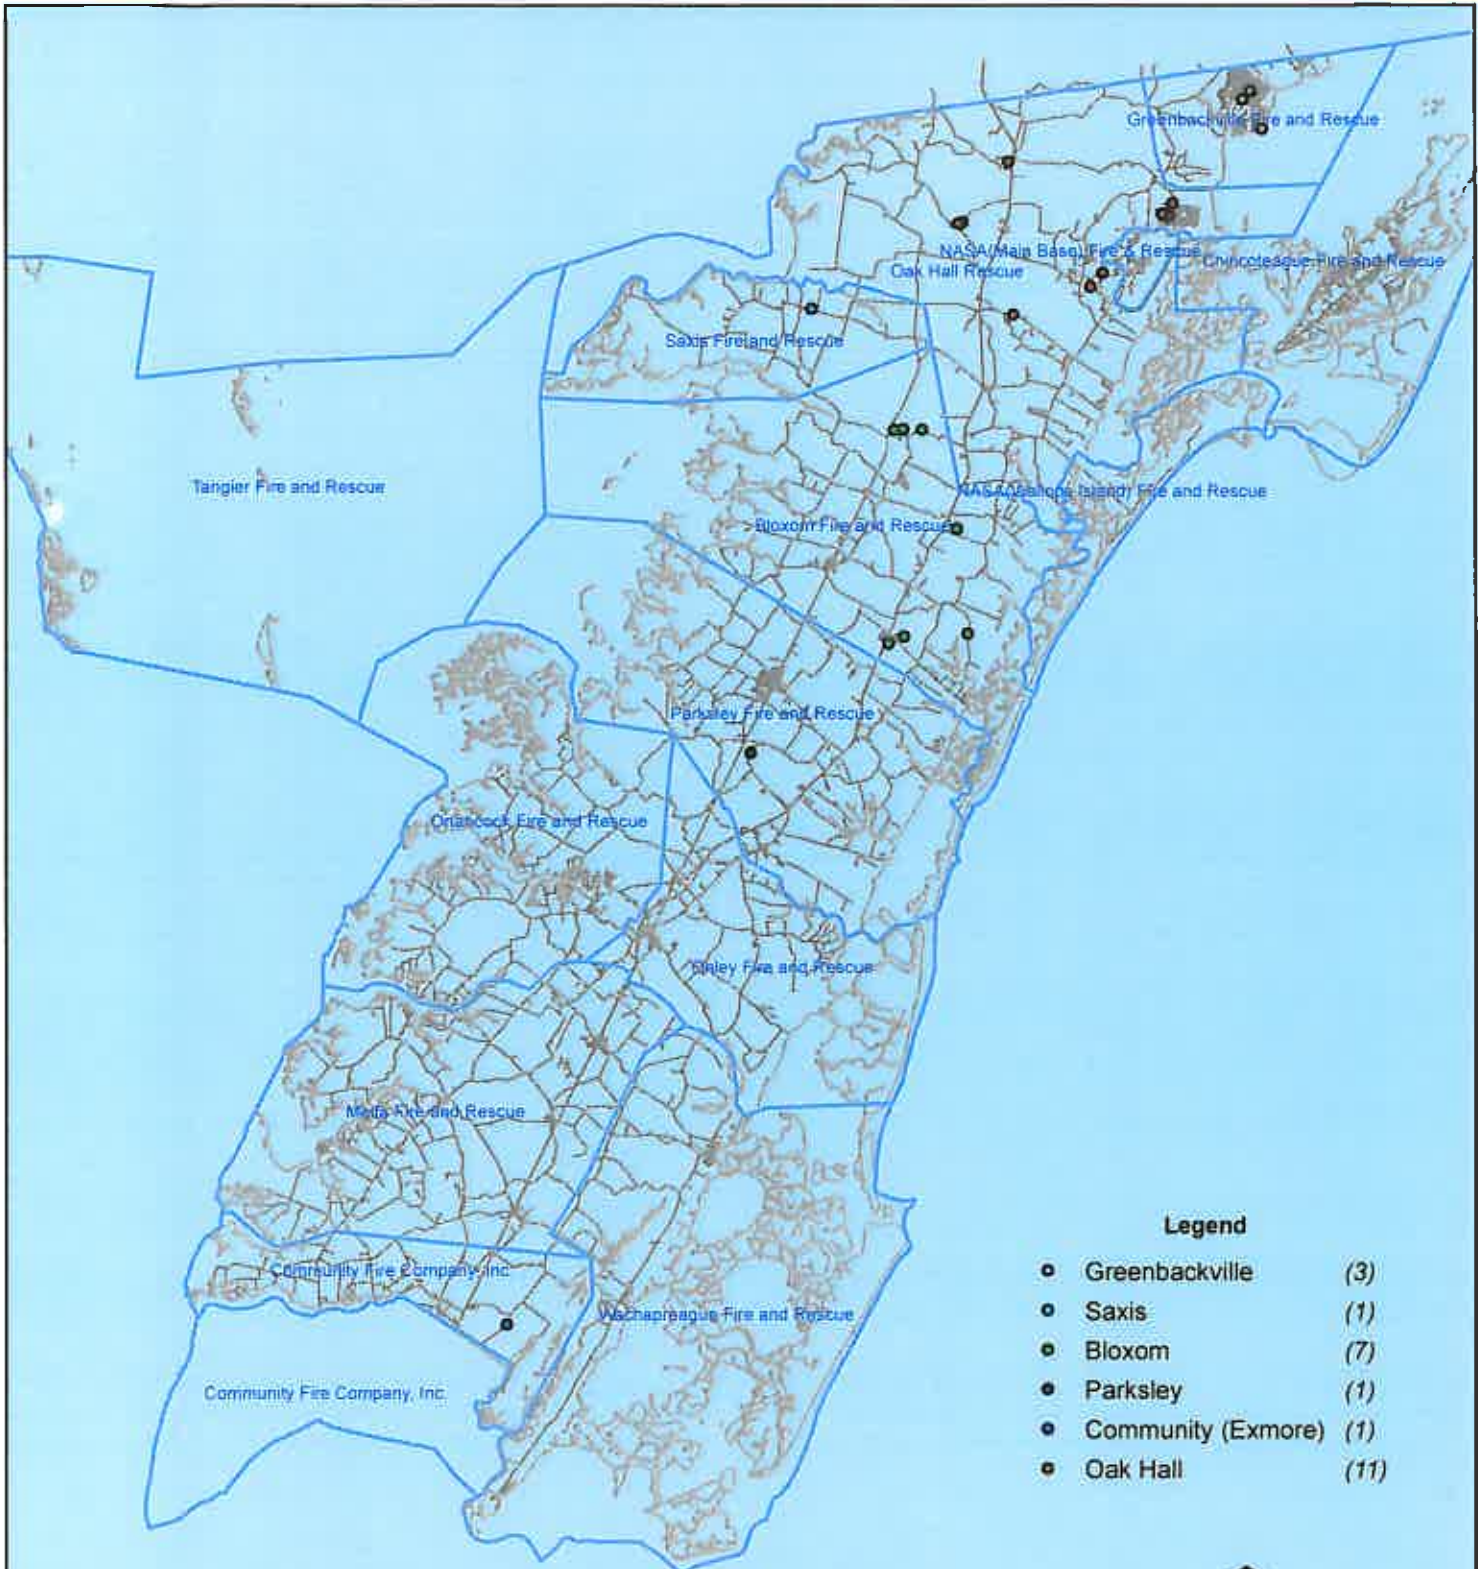 Greenbackville Fire and Rescue
NASA(Main Base) Fire & Rescue
Chincoteague Fire and Rescue
Oak Hall Rescue
Saxis Fire and Rescue
Tangier Fire and Rescue
NASA(Wallops Island) Fire and Rescue
Bloxom Fire and Rescue
Parksley Fire and Rescue
Onancock Fire and Rescue
Onley Fire and Rescue
Melfa Fire and Rescue
Community Fire Company, Inc.
Wachapreague Fire and Rescue
Community Fire Company, Inc.
Legend
Greenbackville (3)
Saxis (1)
Bloxom (7)
Parksley (1)
Community (Exmore) (1)
Oak Hall (11)